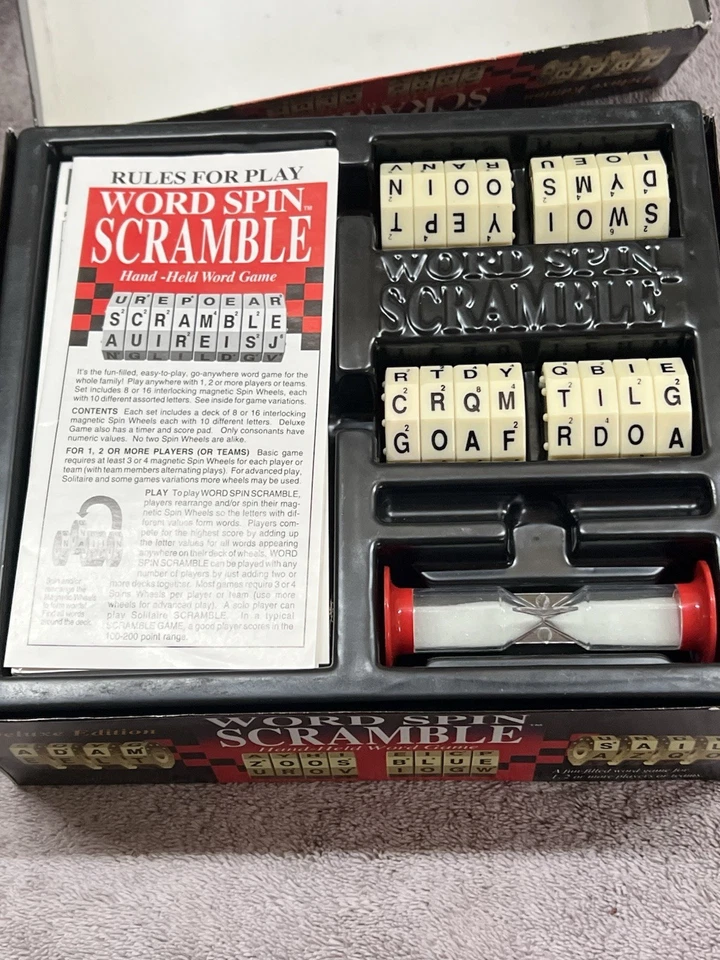 SCRAMBLE
Deluxe Edition
RULES FOR PLAY
WORD SPIN™
SCRAMBLE
Hand-Held Word Game
U R E P O E A R
S C R A M B L E
A U I R E I S J
N G L I L D G V
It's the fun-filled, easy-to-play, go-anywhere word game for the
whole family! Play anywhere with 1, 2 or more players or teams.
Set includes 8 or 16 interlocking magnetic Spin Wheels, each
with 10 different assorted letters. See inside for game variations.
CONTENTS Each set includes a deck of 8 or 16 interlocking
magnetic Spin Wheels each with 10 different letters. Deluxe
Game also has a timer and score pad. Only consonants have
numeric values. No two Spin Wheels are alike.
FOR 1, 2 OR MORE PLAYERS (OR TEAMS) Basic game
requires at least 3 or 4 magnetic Spin Wheels for each player or
team (with team members alternating plays). For advanced play,
Solitaire and some games variations more wheels may be used.
PLAY To play WORD SPIN SCRAMBLE,
players rearrange and/or spin their mag-
netic Spin Wheels so the letters with dif-
ferent values form words. Players com-
pete for the highest score by adding up
the letter values for all words appearing
anywhere on their deck of wheels. WORD
SPIN SCRAMBLE can be played with any
number of players by just adding two or
more decks together. Most games require 3 or 4
Spins Wheels per player or team (use more
wheels for advanced play). A solo player can
play Solitaire SCRAMBLE. In a typical
SCRAMBLE GAME, a good player scores in the
100-200 point range.
R A N V
N I O O
T P E Y
U E O I
S M Y D
I O W S
WORD SPIN
SCRAMBLE
R T D Y
C R Q M
G O A F
Q B I E
T I L G
R D O A
Deluxe Edition
A D A M
WORD SPIN™
SCRAMBLE
Hand-Held Word Game
Z O O S
U R O V
E I C P
B L U E
I O G W
S A I L
A fun-filled word game for
1, 2 or more players or teams